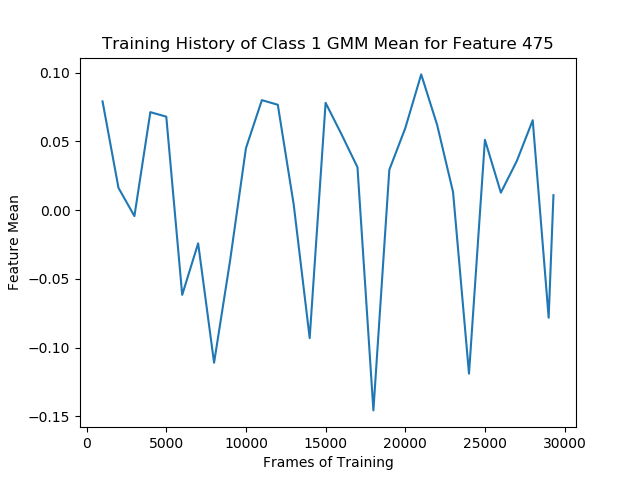 Training History of Class 1 GMM Mean for Feature 475
0.10
0.05
0.00
−0.05
−0.10
−0.15
Feature Mean
0 5000 10000 15000 20000 25000 30000
Frames of Training